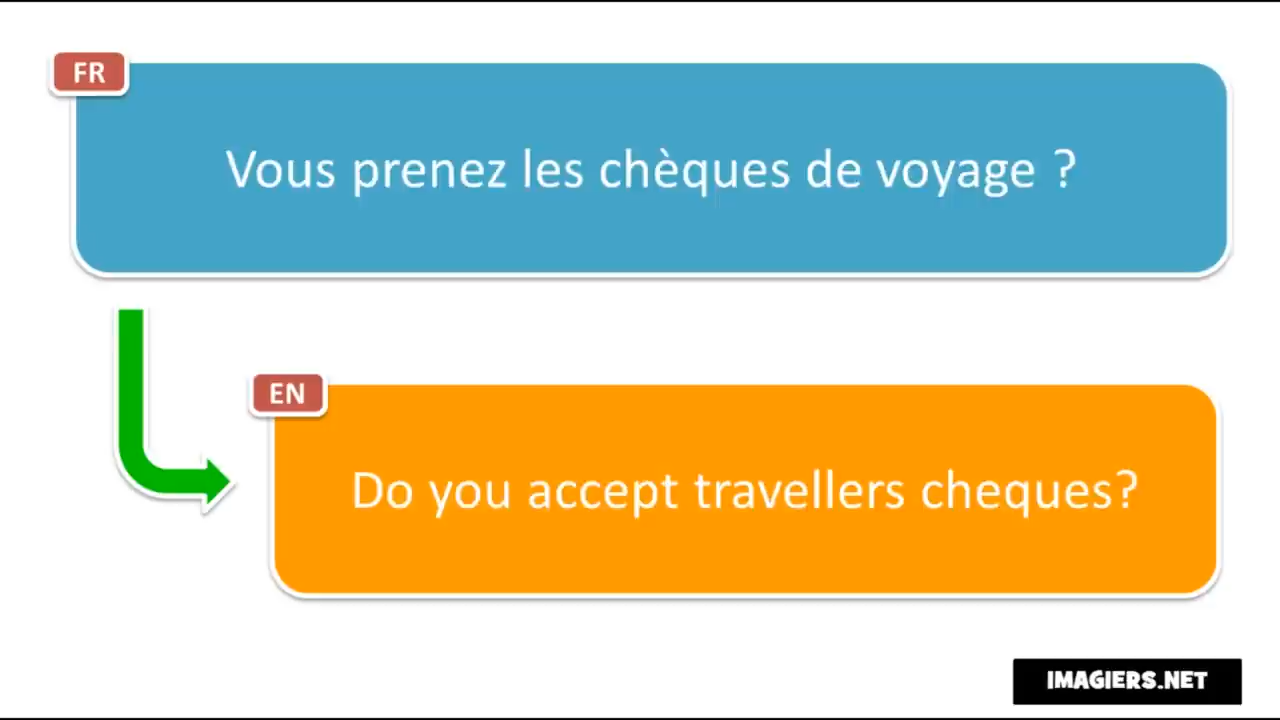 FR
Vous prenez les chèques de voyage ?
EN
Do you accept travellers cheques?
IMAGIERS.NET